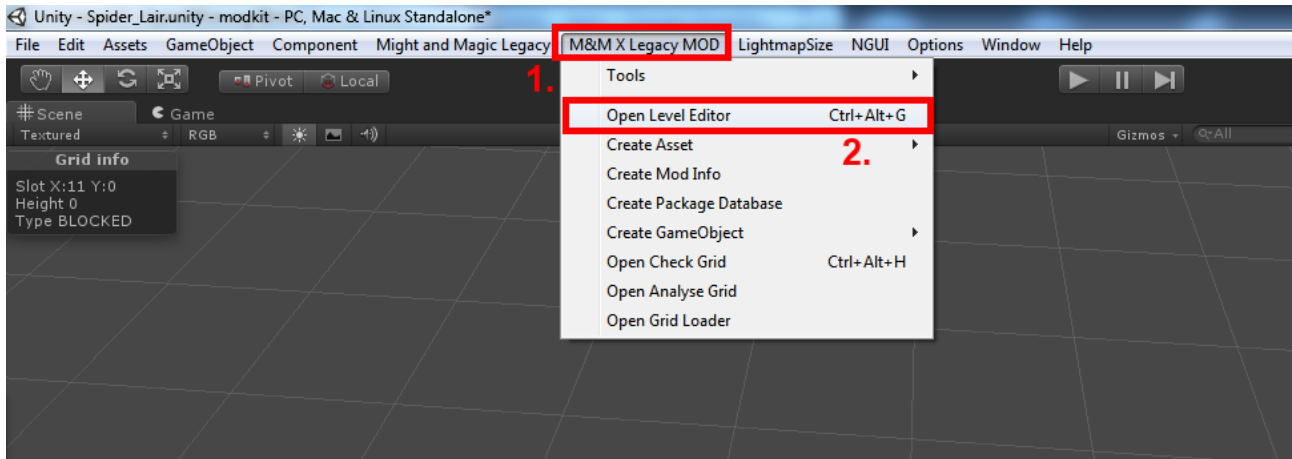 Unity - Spider_Lair.unity - modkit - PC, Mac & Linux Standalone*
File Edit Assets GameObject Component Might and Magic Legacy M&M X Legacy MOD LightmapSize NGUI Options Window Help
1.
Pivot Local
Tools
Scene Game
Open Level Editor Ctrl+Alt+G
Textured RGB Gizmos All
Create Asset
2.
Grid info
Create Mod Info
Slot X:11 Y:0
Height 0
Create Package Database
Type BLOCKED
Create GameObject
Open Check Grid Ctrl+Alt+H
Open Analyse Grid
Open Grid Loader